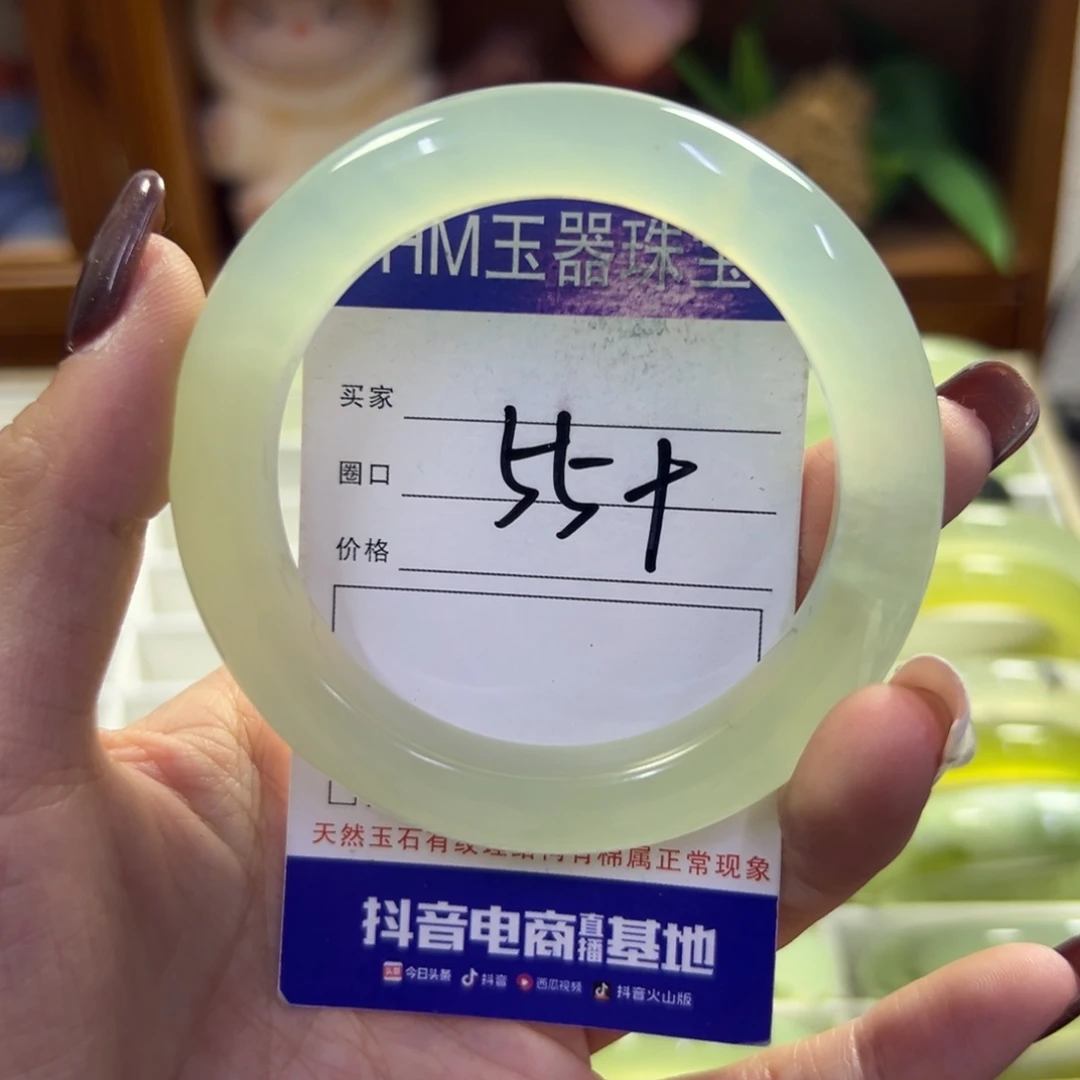 HM玉器珠宝
买家
圈口
55+
价格
天然玉石有纹理结构有棉属正常现象
抖音电商直播基地
头条 今日头条 抖音 西瓜视频 抖音火山版